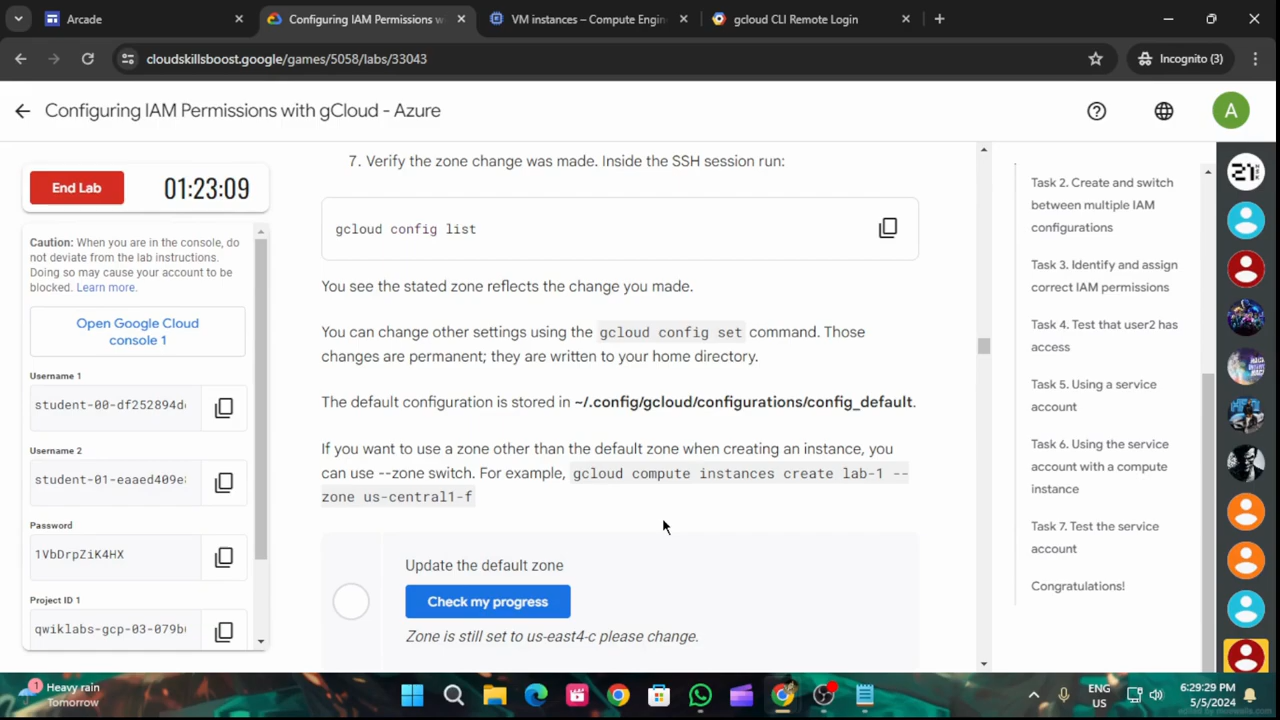 Arcade
Configuring IAM Permissions w
VM instances – Compute Engin
gcloud CLI Remote Login
cloudskillsboost.google/games/5058/labs/33043
Incognito (3)
Configuring IAM Permissions with gCloud - Azure
A
End Lab
01:23:09
Caution: When you are in the console, do
not deviate from the lab instructions.
Doing so may cause your account to be
blocked. Learn more.
Open Google Cloud
console 1
Username 1
student-00-df252894d
Username 2
student-01-eaaed409e
Password
1VbDrpZiK4HX
Project ID 1
qwiklabs-gcp-03-079b
7. Verify the zone change was made. Inside the SSH session run:
gcloud config list
You see the stated zone reflects the change you made.
You can change other settings using the gcloud config set command. Those
changes are permanent; they are written to your home directory.
The default configuration is stored in ~/.config/gcloud/configurations/config_default.
If you want to use a zone other than the default zone when creating an instance, you
can use --zone switch. For example, gcloud compute instances create lab-1 --
zone us-central1-f
Update the default zone
Check my progress
Zone is still set to us-east4-c please change.
Task 2. Create and switch
between multiple IAM
configurations
Task 3. Identify and assign
correct IAM permissions
Task 4. Test that user2 has
access
Task 5. Using a service
account
Task 6. Using the service
account with a compute
instance
Task 7. Test the service
account
Congratulations!
21
1
Heavy rain
Tomorrow
ENG
US
6:29:29 PM
5/5/2024